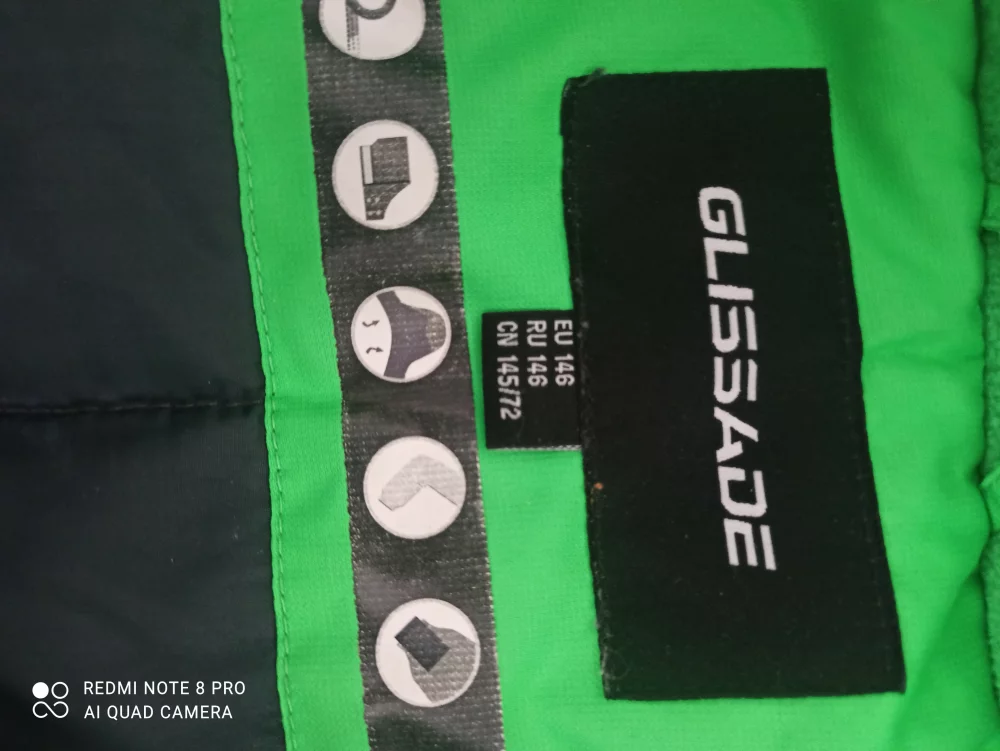 GLISSADE
EU 146
RU 146
CN 145/72
REDMI NOTE 8 PRO
AI QUAD CAMERA